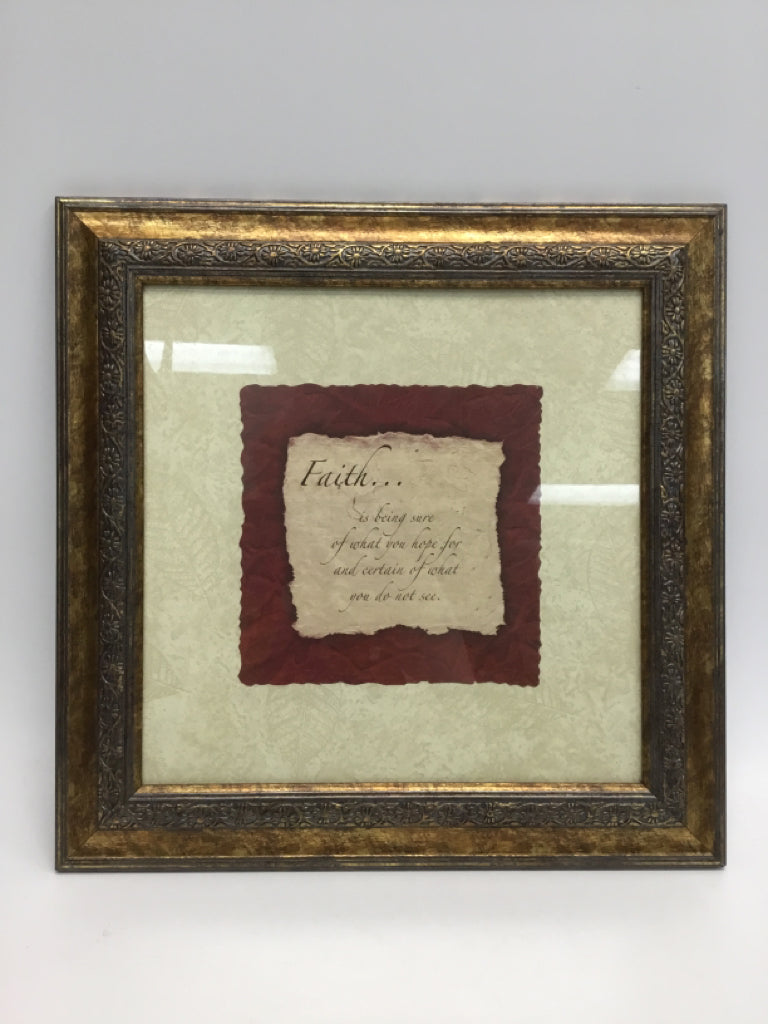 Faith...
is being sure
of what you hope for
and certain of what
you do not see.